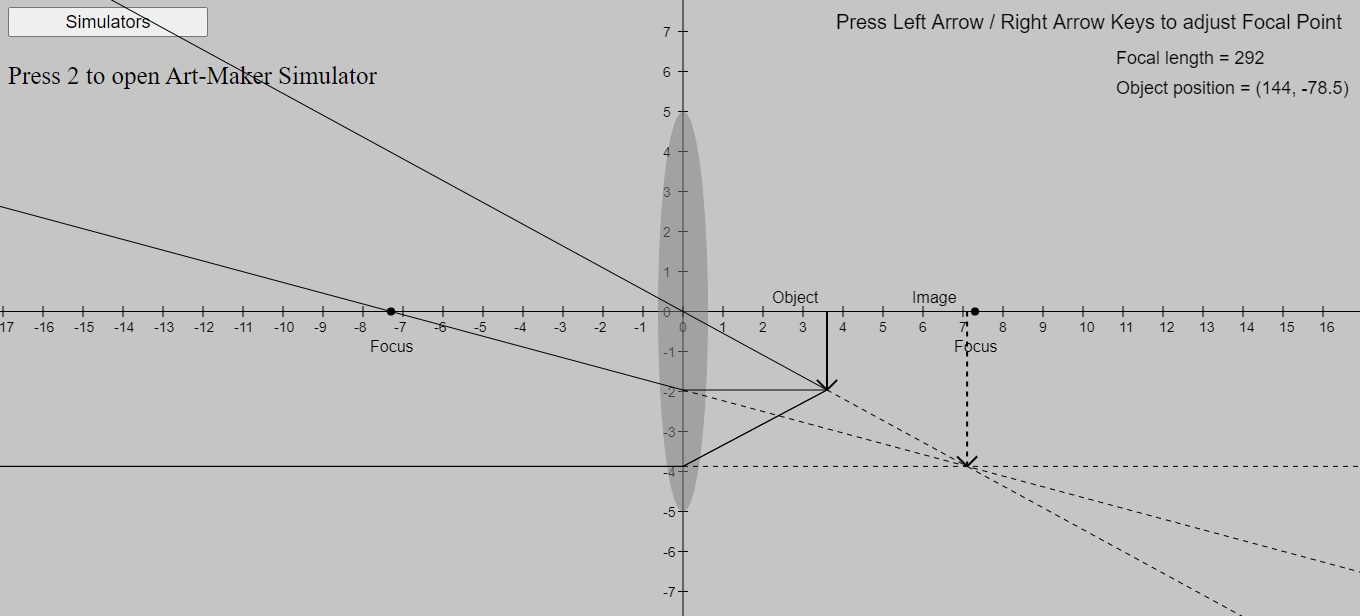 Simulators
Press Left Arrow / Right Arrow Keys to adjust Focal Point
Press 2 to open Art-Maker Simulator
Focal length = 292
Object position = (144, -78.5)
7
6
5
4
3
2
1
0
Object
Image
17 -16 -15 -14 -13 -12 -11 -10 -9 -8 -7 -6 -5 -4 -3 -2 -1 0 1 2 3 4 5 6 7 8 9 10 11 12 13 14 15 16
Focus
Focus
-1
-2
-3
-4
-5
-6
-7